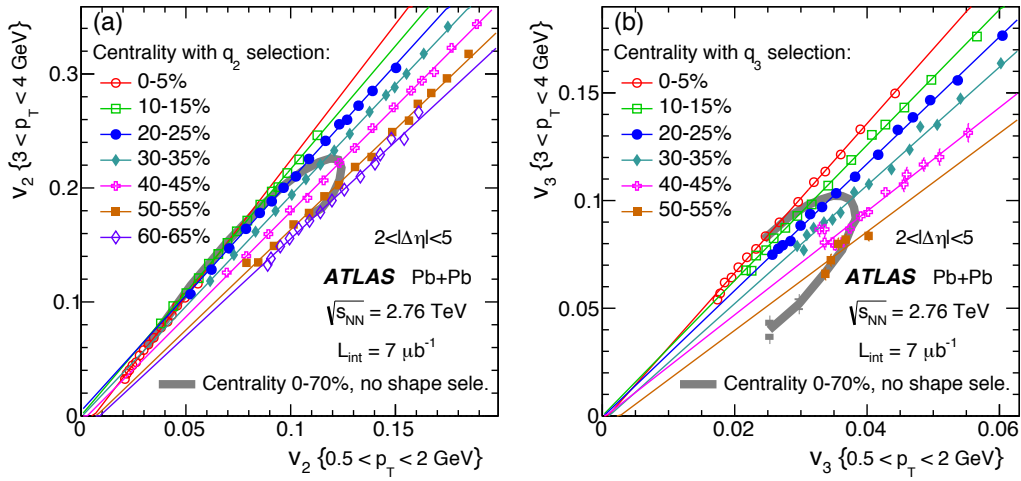 (a)
Centrality with q2 selection:
0-5%
10-15%
20-25%
30-35%
40-45%
50-55%
60-65%
2<|Δη|<5
ATLAS Pb+Pb
√sNN = 2.76 TeV
Lint = 7 μb-1
Centrality 0-70%, no shape sele.
0.3
0.2
0.1
0
0 0.05 0.1 0.15
v2 {3 < pT < 4 GeV}
v2 {0.5 < pT < 2 GeV}
(b)
Centrality with q3 selection:
0-5%
10-15%
20-25%
30-35%
40-45%
50-55%
2<|Δη|<5
ATLAS Pb+Pb
√sNN = 2.76 TeV
Lint = 7 μb-1
Centrality 0-70%, no shape sele.
0.15
0.1
0.05
0
0 0.02 0.04 0.06
v3 {3 < pT < 4 GeV}
v3 {0.5 < pT < 2 GeV}